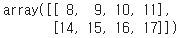 array([[ 8,  9, 10, 11],
       [14, 15, 16, 17]])